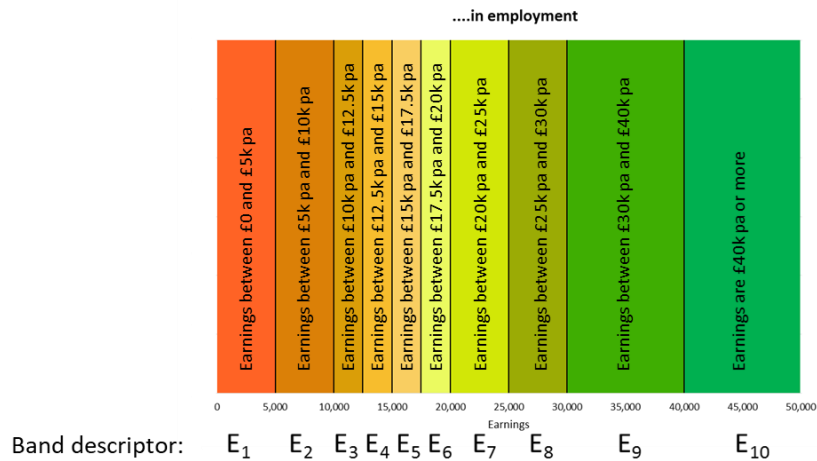 ....in employment
Earnings between £0 and £5k pa
Earnings between £5k pa and £10k pa
Earnings between £10k pa and £12.5k pa
Earnings between £12.5k pa and £15k pa
Earnings between £15k pa and £17.5k pa
Earnings between £17.5k pa and £20k pa
Earnings between £20k pa and £25k pa
Earnings between £25k pa and £30k pa
Earnings between £30k pa and £40k pa
Earnings are £40k pa or more
0 5,000 10,000 15,000 20,000 25,000 30,000 35,000 40,000 45,000 50,000
Earnings
Band descriptor: E₁ E₂ E₃ E₄ E₅ E₆ E₇ E₈ E₉ E₁₀